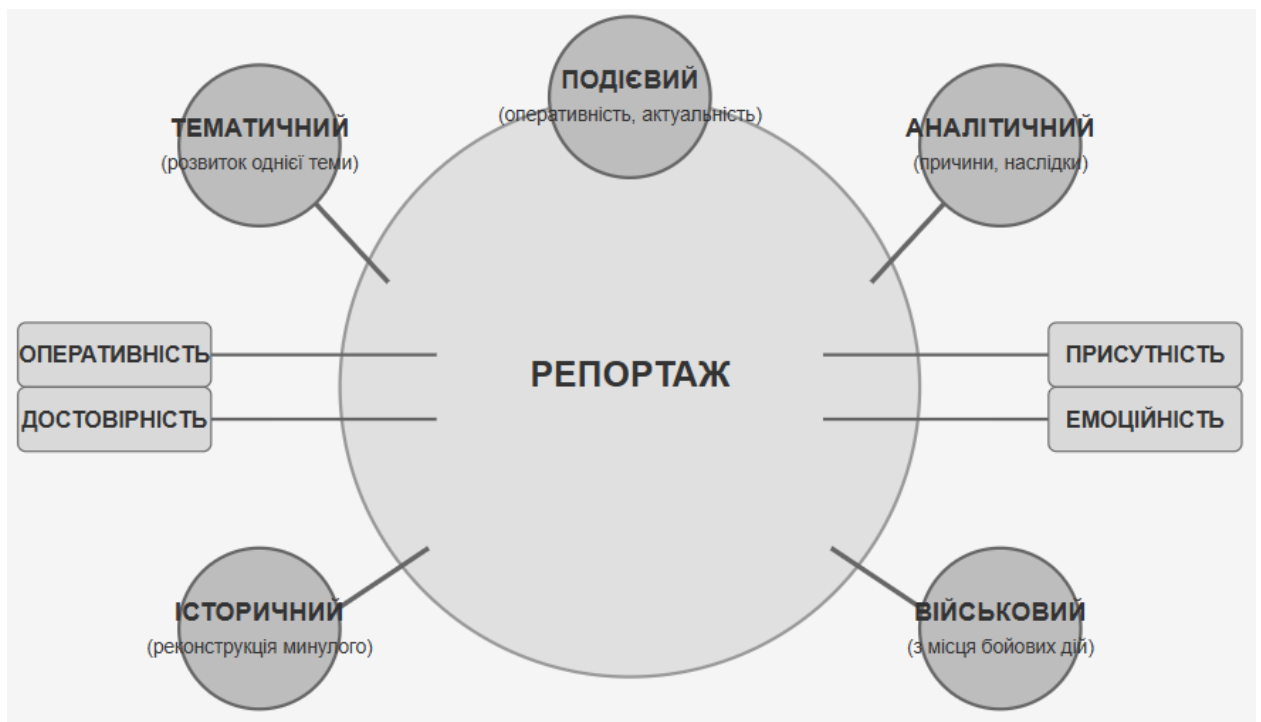 ПОДІЄВИЙ
(оперативність, актуальність)
ТЕМАТИЧНИЙ
(розвиток однієї теми)
АНАЛІТИЧНИЙ
(причини, наслідки)
ОПЕРАТИВНІСТЬ
ДОСТОВІРНІСТЬ
РЕПОРТАЖ
ПРИСУТНІСТЬ
ЕМОЦІЙНІСТЬ
ІСТОРИЧНИЙ
(реконструкція минулого)
ВІЙСЬКОВИЙ
(з місця бойових дій)